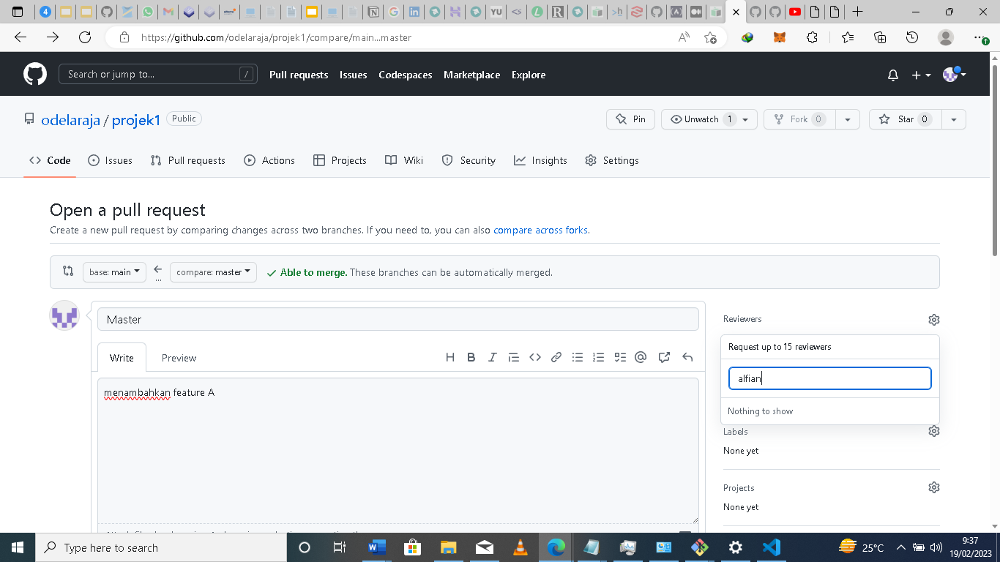 https://github.com/odelaraja/projek1/compare/main...master
Search or jump to... /
Pull requests Issues Codespaces Marketplace Explore
odelaraja / projek1 Public
Pin Unwatch 1 Fork 0 Star 0
Code Issues Pull requests Actions Projects Wiki Security Insights Settings
Open a pull request
Create a new pull request by comparing changes across two branches. If you need to, you can also compare across forks.
base: main ... compare: master Able to merge. These branches can be automatically merged.
Master
Write Preview
menambahkan feature A
Reviewers
Request up to 15 reviewers
alfian
Nothing to show
Labels
None yet
Projects
None yet
Type here to search
25°C
9:37
19/02/2023